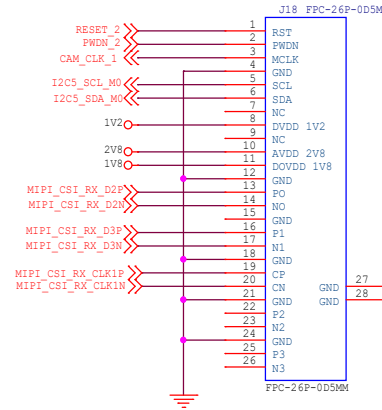 J18 FPC-26P-0D5M
RESET_2 1 RST
PWDN_2 2 PWDN
CAM_CLK_1 3 MCLK
4 GND
I2C5_SCL_M0 5 SCL
I2C5_SDA_M0 6 SDA
7 NC
1V2 8 DVDD 1V2
9 NC
2V8 10 AVDD 2V8
1V8 11 DOVDD 1V8
12 GND
MIPI_CSI_RX_D2P 13 PO
MIPI_CSI_RX_D2N 14 NO
15 GND
MIPI_CSI_RX_D3P 16 P1
MIPI_CSI_RX_D3N 17 N1
18 GND
MIPI_CSI_RX_CLK1P 19 CP
MIPI_CSI_RX_CLK1N 20 CN GND 27
21 GND GND 28
22 P2
23 N2
24 GND
25 P3
26 N3
FPC-26P-0D5MM